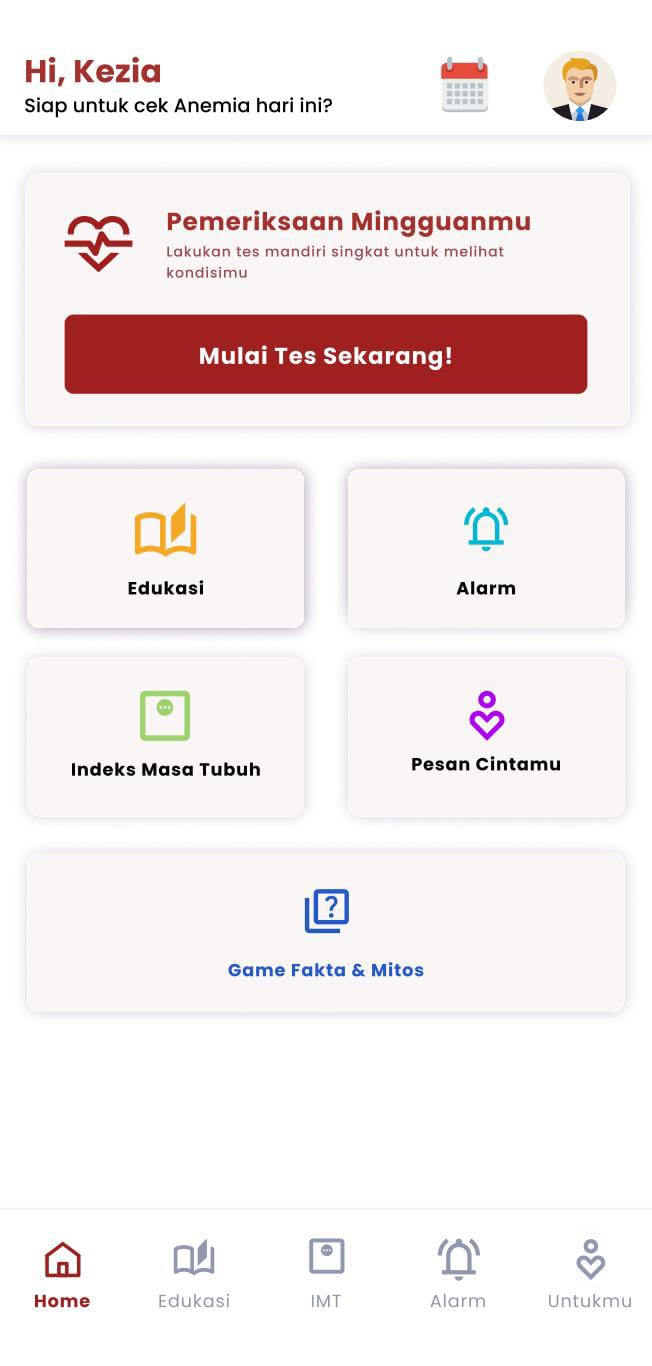 Hi, Kezia
Siap untuk cek Anemia hari ini?
Pemeriksaan Mingguanmu
Lakukan tes mandiri singkat untuk melihat
kondisimu
Mulai Tes Sekarang!
Edukasi
Alarm
Indeks Masa Tubuh
Pesan Cintamu
?
Game Fakta & Mitos
Home
Edukasi
IMT
Alarm
Untukmu